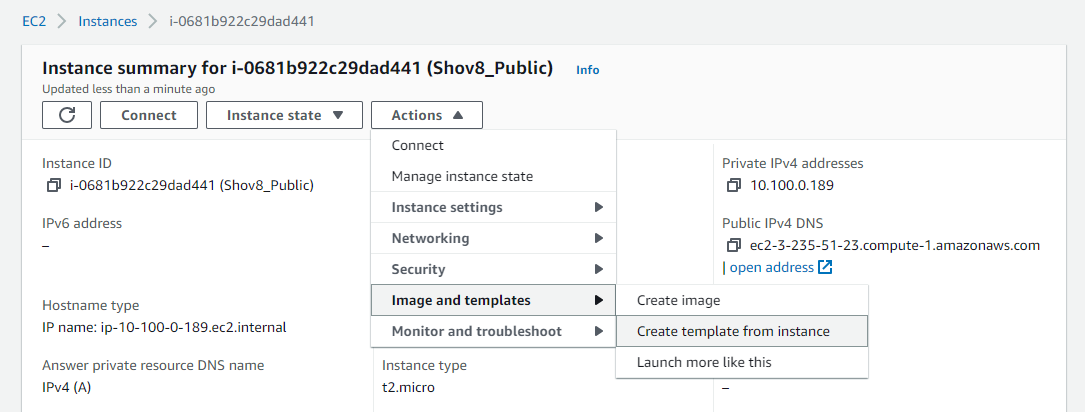 EC2 > Instances > i-0681b922c29dad441
Instance summary for i-0681b922c29dad441 (Shov8_Public) Info
Updated less than a minute ago
Connect Instance state Actions
Connect
Manage instance state
Instance settings
Networking
Security
Image and templates
Monitor and troubleshoot
Create image
Create template from instance
Launch more like this
Instance ID
i-0681b922c29dad441 (Shov8_Public)
IPv6 address
–
Hostname type
IP name: ip-10-100-0-189.ec2.internal
Answer private resource DNS name
IPv4 (A)
Instance type
t2.micro
Private IPv4 addresses
10.100.0.189
Public IPv4 DNS
ec2-3-235-51-23.compute-1.amazonaws.com
| open address
–